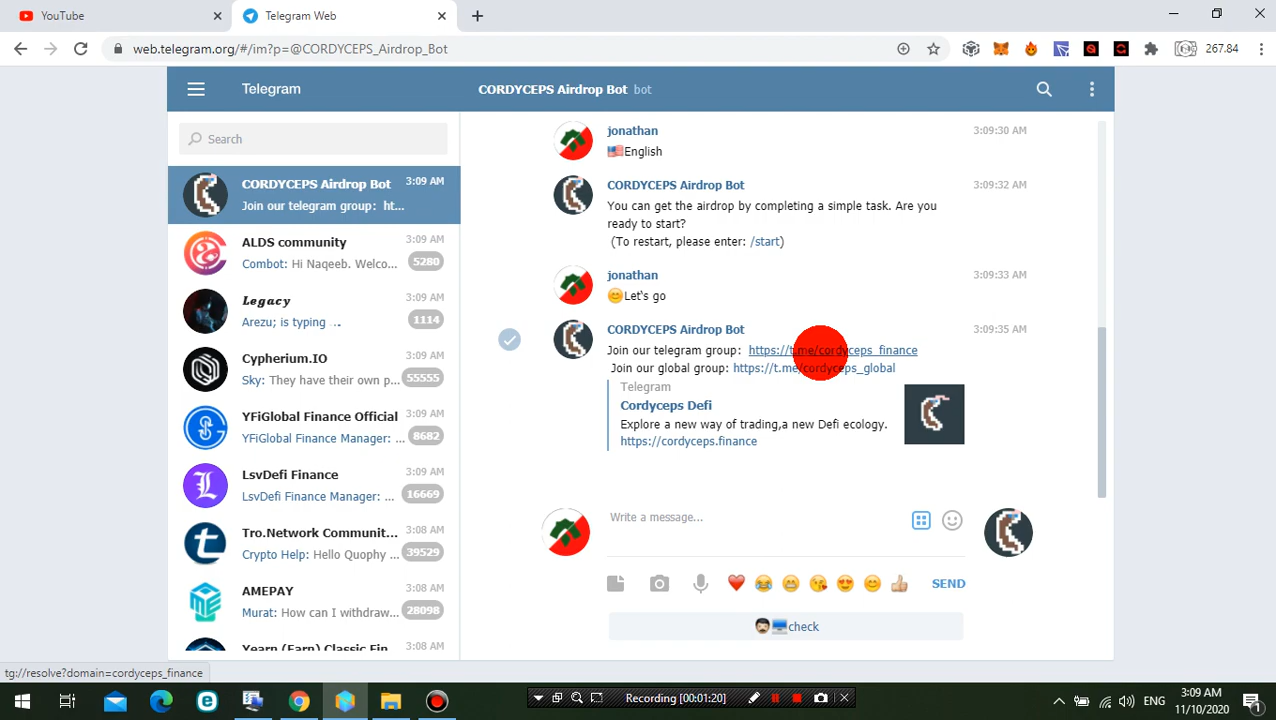 YouTube
Telegram Web
web.telegram.org/#/im?p=@CORDYCEPS_Airdrop_Bot
267.84
Telegram
CORDYCEPS Airdrop Bot bot
Search
CORDYCEPS Airdrop Bot 3:09 AM
Join our telegram group: ht...
ALDS community 3:09 AM
Combot: Hi Naqeeb. Welco... 5280
Legacy 3:09 AM
Arezu; is typing ... 1114
Cypherium.IO 3:09 AM
Sky: They have their own p... 55555
YFiGlobal Finance Official 3:09 AM
YFiGlobal Finance Manager: ... 8682
LsvDefi Finance 3:09 AM
LsvDefi Finance Manager: ... 16669
Tro.Network Communit... 3:08 AM
Crypto Help: Hello Quophy ... 39529
AMEPAY 3:08 AM
Murat: How can I withdraw... 28098
Yearn (Earn) Classic Fin 3:08 AM
jonathan 3:09:30 AM
🇺🇸English
CORDYCEPS Airdrop Bot 3:09:32 AM
You can get the airdrop by completing a simple task. Are you
ready to start?
(To restart, please enter: /start)
jonathan 3:09:33 AM
😊Let's go
CORDYCEPS Airdrop Bot 3:09:35 AM
Join our telegram group: https://t.me/cordyceps_finance
Join our global group: https://t.me/cordyceps_global
Telegram
Cordyceps Defi
Explore a new way of trading,a new Defi ecology.
https://cordyceps.finance
Write a message...
SEND
check
tg://resolve?domain=cordyceps_finance
Recording [00:01:20]
ENG
3:09 AM
11/10/2020
1